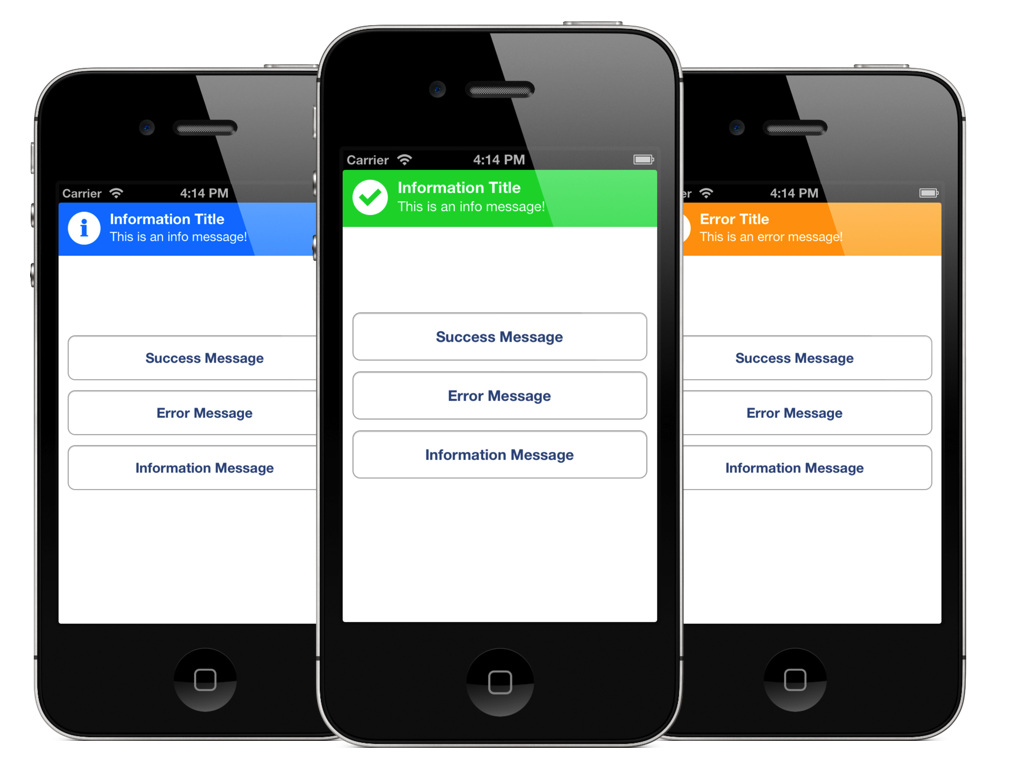 Carrier 4:14 PM
Information Title
This is an info message!
Success Message
Error Message
Information Message
Carrier 4:14 PM
Information Title
This is an info message!
Success Message
Error Message
Information Message
er 4:14 PM
Error Title
This is an error message!
Success Message
Error Message
Information Message